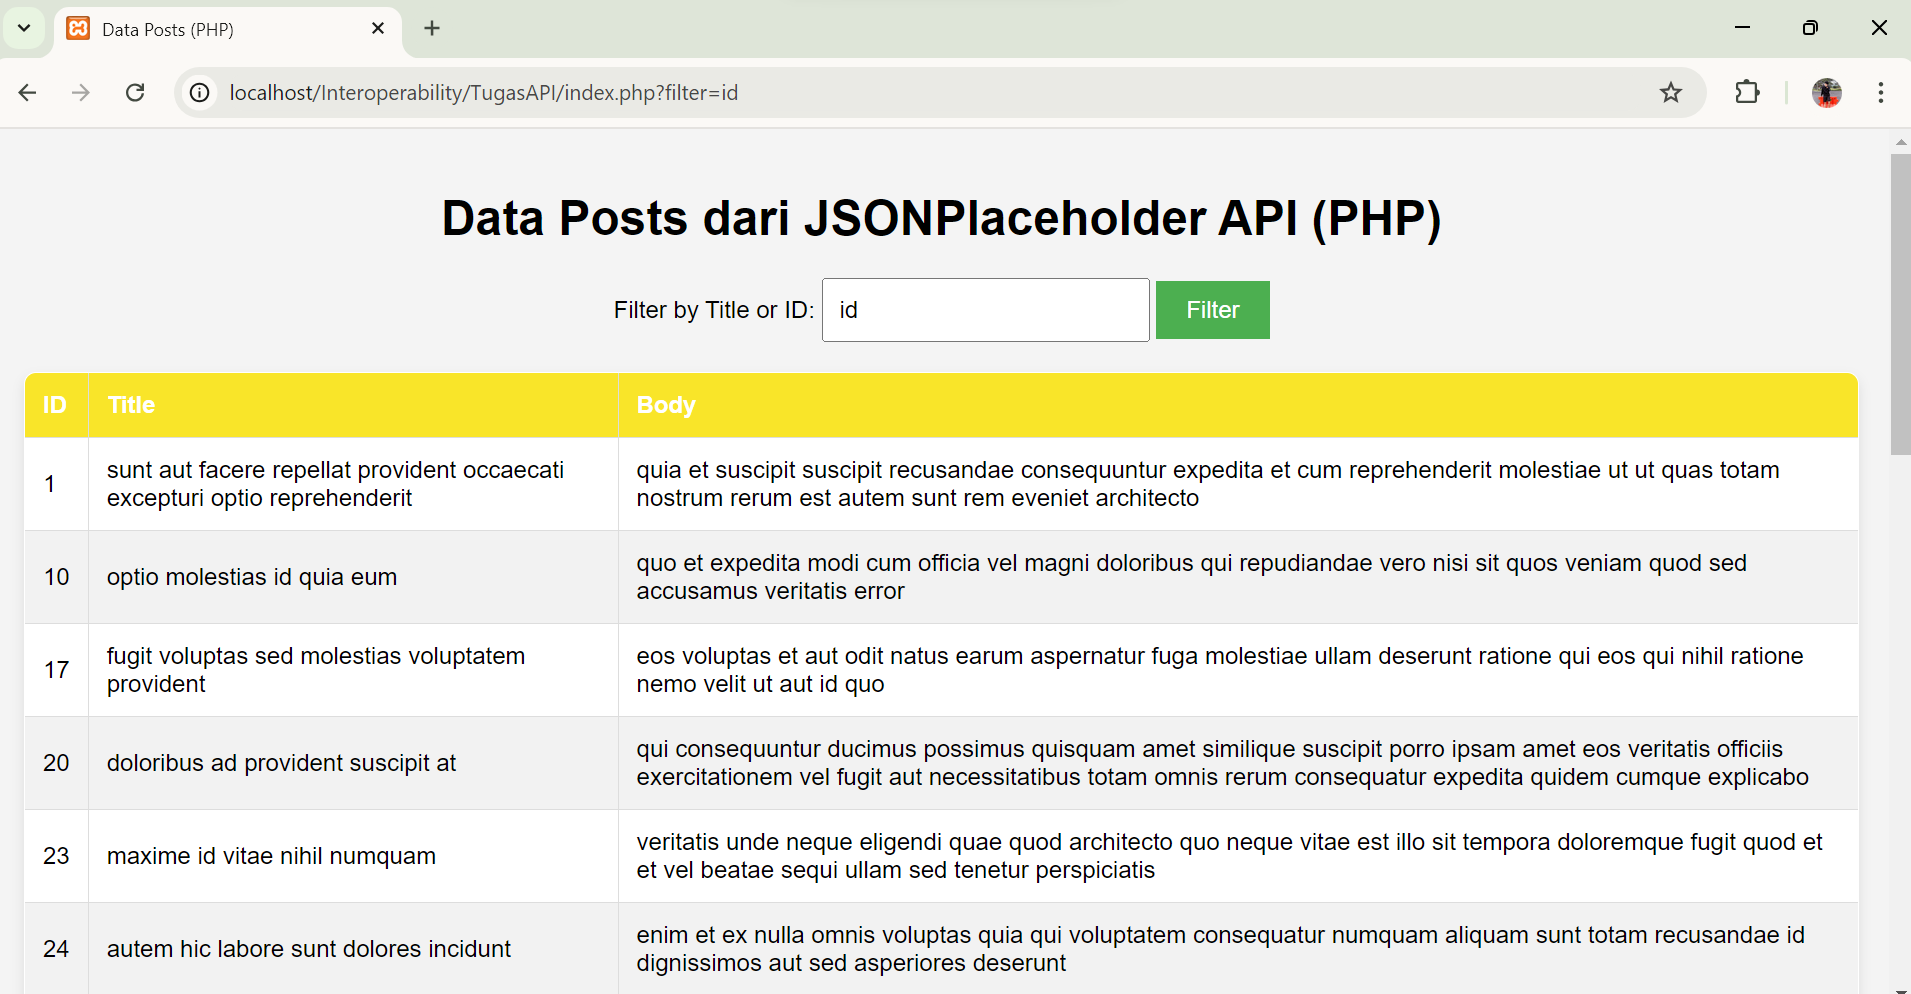 Data Posts (PHP)
localhost/Interoperability/TugasAPI/index.php?filter=id
Data Posts dari JSONPlaceholder API (PHP)
Filter by Title or ID: id Filter
ID Title Body
1 sunt aut facere repellat provident occaecati excepturi optio reprehenderit quia et suscipit suscipit recusandae consequuntur expedita et cum reprehenderit molestiae ut ut quas totam nostrum rerum est autem sunt rem eveniet architecto
10 optio molestias id quia eum quo et expedita modi cum officia vel magni doloribus qui repudiandae vero nisi sit quos veniam quod sed accusamus veritatis error
17 fugit voluptas sed molestias voluptatem provident eos voluptas et aut odit natus earum aspernatur fuga molestiae ullam deserunt ratione qui eos qui nihil ratione nemo velit ut aut id quo
20 doloribus ad provident suscipit at qui consequuntur ducimus possimus quisquam amet similique suscipit porro ipsam amet eos veritatis officiis exercitationem vel fugit aut necessitatibus totam omnis rerum consequatur expedita quidem cumque explicabo
23 maxime id vitae nihil numquam veritatis unde neque eligendi quae quod architecto quo neque vitae est illo sit tempora doloremque fugit quod et et vel beatae sequi ullam sed tenetur perspiciatis
24 autem hic labore sunt dolores incidunt enim et ex nulla omnis voluptas quia qui voluptatem consequatur numquam aliquam sunt totam recusandae id dignissimos aut sed asperiores deserunt